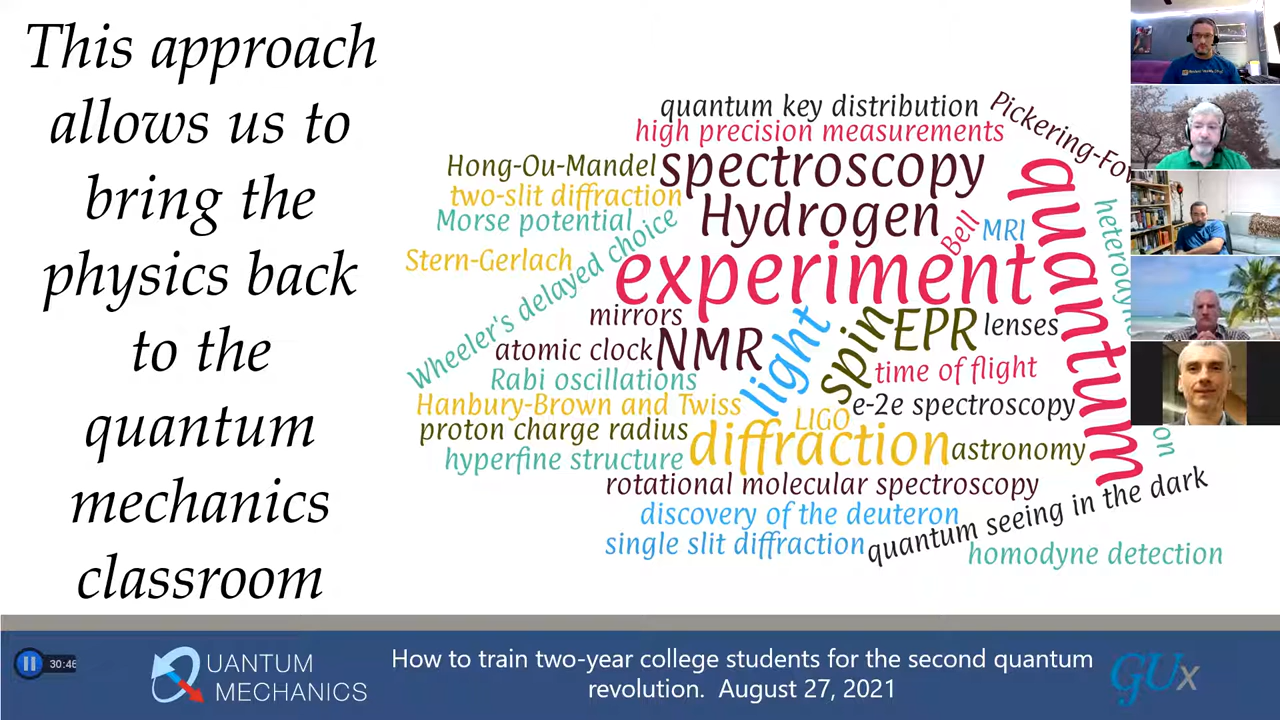 This approach
allows us to
bring the
physics back
to the
quantum
mechanics
classroom
quantum key distribution
high precision measurements
Pickering-Fow
Hong-Ou-Mandel
spectroscopy
two-slit diffraction
Morse potential
Hydrogen
Bell
MRI
heterodyne
quantum
Stern-Gerlach
Wheeler's delayed choice
experiment
mirrors
atomic clock
NMR
light
spin
EPR
lenses
Rabi oscillations
time of flight
Hanbury-Brown and Twiss
LIGO
e-2e spectroscopy
proton charge radius
diffraction
astronomy
on
hyperfine structure
rotational molecular spectroscopy
discovery of the deuteron
quantum seeing in the dark
single slit diffraction
homodyne detection
30:46
QUANTUM
MECHANICS
How to train two-year college students for the second quantum
revolution. August 27, 2021
GUx